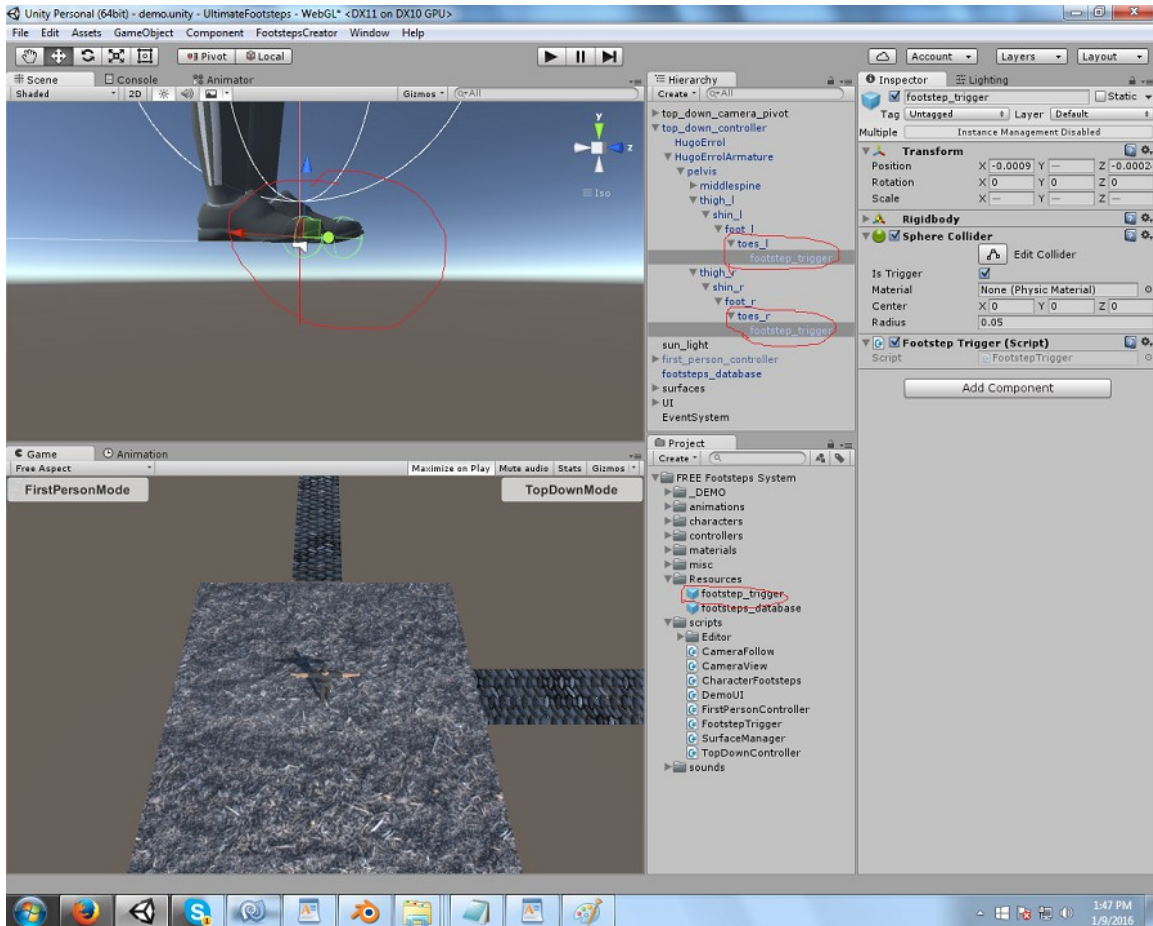 Unity Personal (64bit) - demo.unity - UltimateFootsteps - WebGL* <DX11 on DX10 GPU>
File Edit Assets GameObject Component FootstepsCreator Window Help
Pivot Local Account Layers Layout
Scene Console Animator
Shaded 2D Gizmos All
y
z
Iso
Hierarchy
Create All
top_down_camera_pivot
top_down_controller
HugoErrol
HugoErrolArmature
pelvis
middlespine
thigh_l
shin_l
foot_l
toes_l
footstep_trigger
thigh_r
shin_r
foot_r
toes_r
footstep_trigger
sun_light
first_person_controller
footsteps_database
surfaces
UI
EventSystem
Inspector Lighting
footstep_trigger Static
Tag Untagged Layer Default
Multiple Instance Management Disabled
Transform
Position X -0.0009 Y — Z -0.0002
Rotation X 0 Y 0 Z 0
Scale X — Y — Z —
Rigidbody
Sphere Collider
Edit Collider
Is Trigger
Material None (Physic Material)
Center X 0 Y 0 Z 0
Radius 0.05
Footstep Trigger (Script)
Script FootstepTrigger
Add Component
Game Animation
Free Aspect Maximize on Play Mute audio Stats Gizmos
FirstPersonMode TopDownMode
Project
Create
FREE Footsteps System
_DEMO
animations
characters
controllers
materials
misc
Resources
footstep_trigger
footsteps_database
scripts
Editor
CameraFollow
CameraView
CharacterFootsteps
DemoUI
FirstPersonController
FootstepTrigger
SurfaceManager
TopDownController
sounds
1:47 PM
1/9/2016